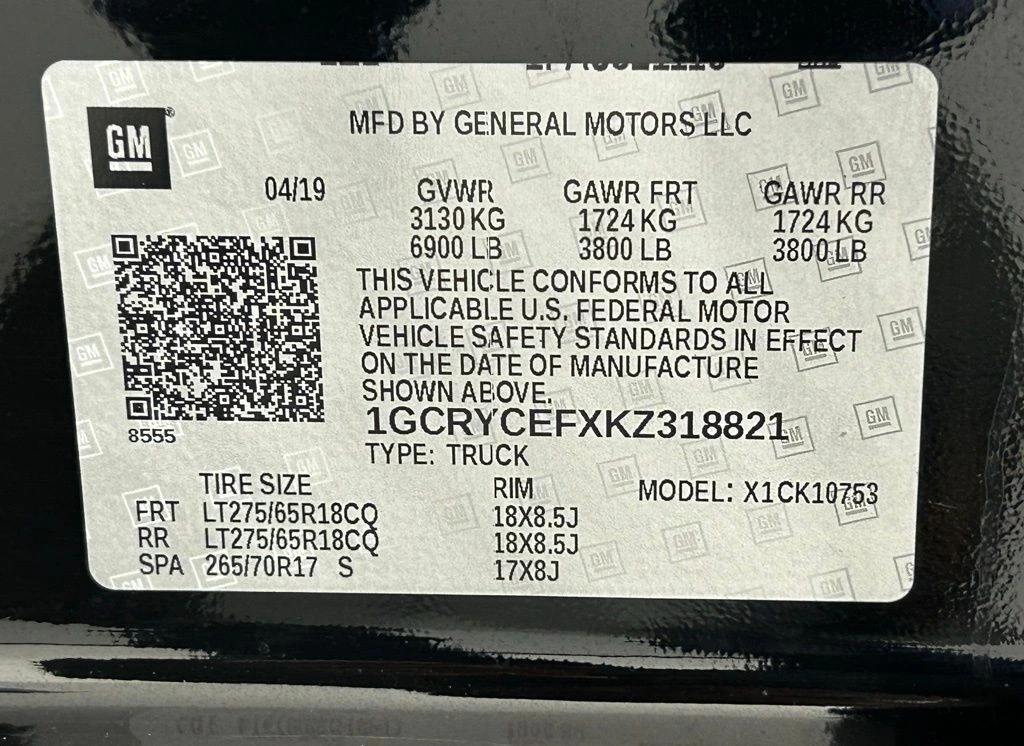 GM
MFD BY GENERAL MOTORS LLC
04/19 GVWR GAWR FRT GAWR RR
3130 KG 1724 KG 1724 KG
6900 LB 3800 LB 3800 LB
THIS VEHICLE CONFORMS TO ALL
APPLICABLE U.S. FEDERAL MOTOR
VEHICLE SAFETY STANDARDS IN EFFECT
ON THE DATE OF MANUFACTURE
SHOWN ABOVE.
8555
1GCRYCEFXKZ318821
TYPE: TRUCK
TIRE SIZE RIM MODEL: X1CK10753
FRT LT275/65R18CQ 18X8.5J
RR LT275/65R18CQ 18X8.5J
SPA 265/70R17 S 17X8J